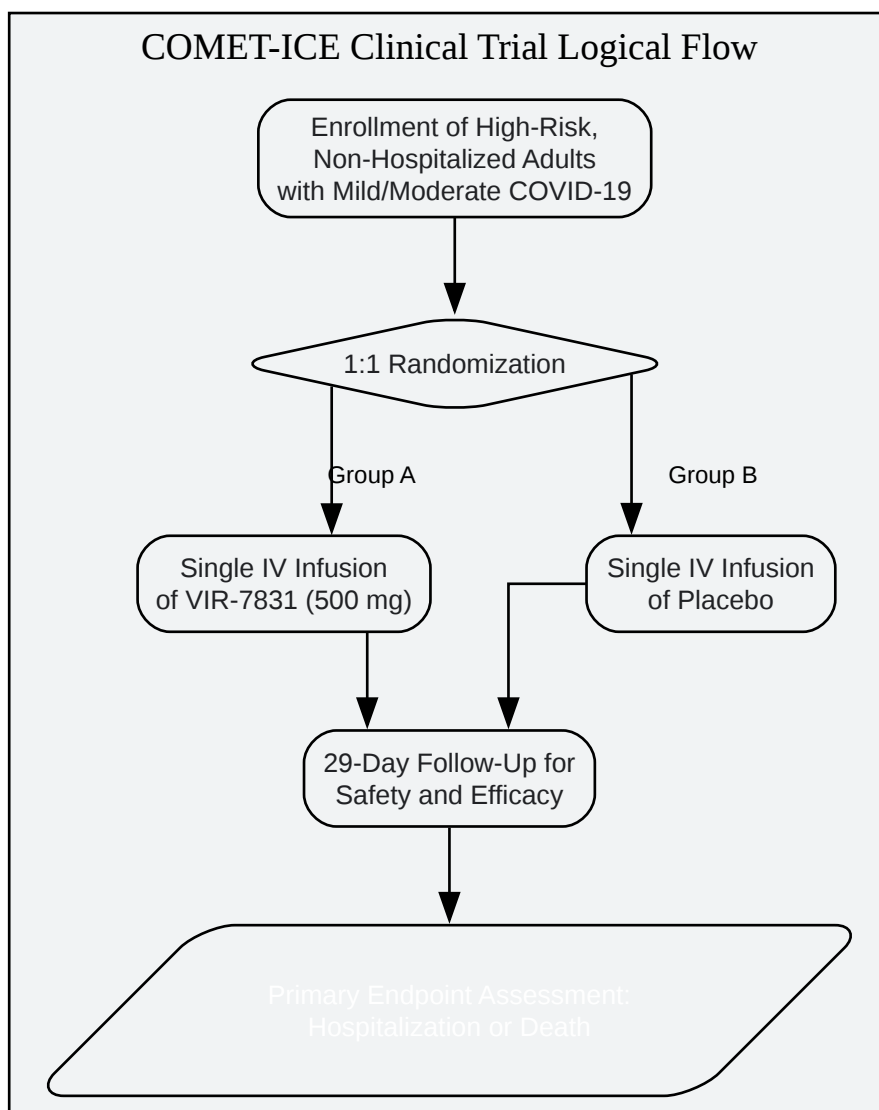 COMET-ICE Clinical Trial Logical Flow
Enrollment of High-Risk,
Non-Hospitalized Adults
with Mild/Moderate COVID-19
1:1 Randomization
Group A
Group B
Single IV Infusion
of VIR-7831 (500 mg)
Single IV Infusion
of Placebo
29-Day Follow-Up for
Safety and Efficacy
Primary Endpoint Assessment:
Hospitalization or Death